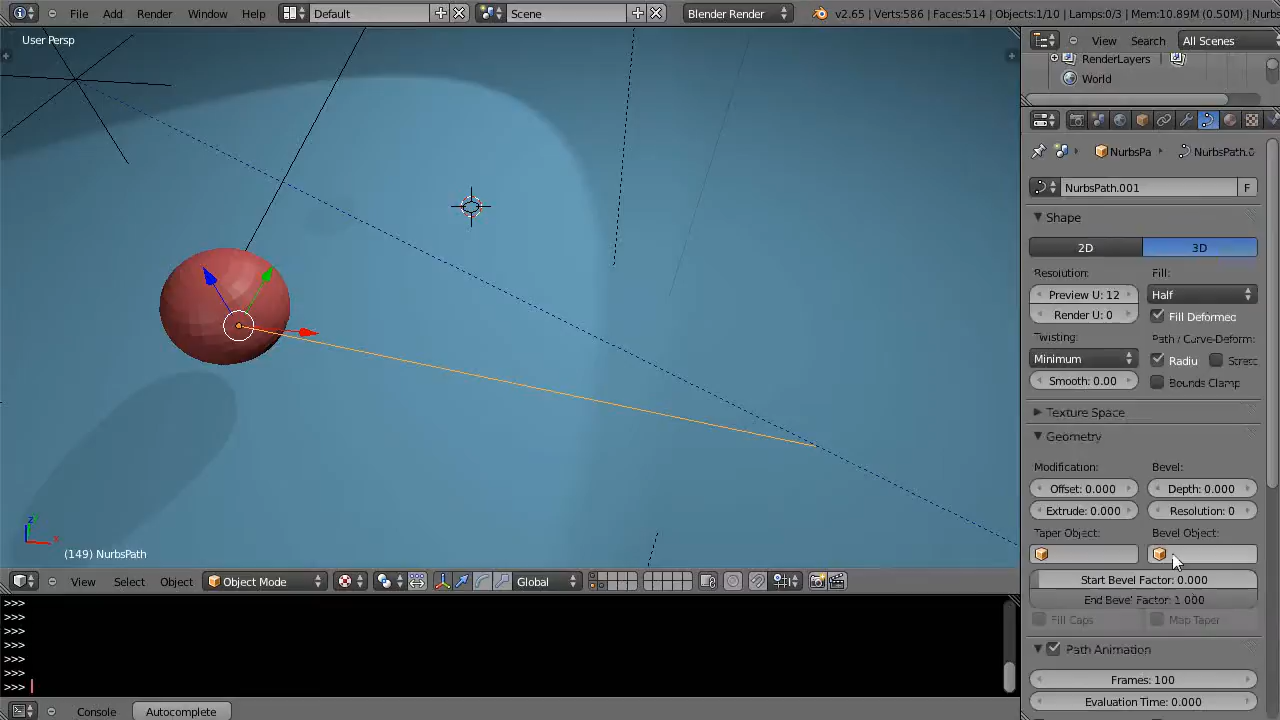 File Add Render Window Help Default Scene Blender Render v2.65 | Verts:586 | Faces:514 | Objects:1/10 | Lamps:0/3 | Mem:10.89M (0.50M) | Nurbs
User Persp
View Search All Scenes
RenderLayers
World
NurbsPa NurbsPath.0
NurbsPath.001 F
Shape
2D 3D
Resolution: Fill:
Preview U: 12 Half
Render U: 0 Fill Deformed
Twisting: Path / Curve-Deform:
Minimum Radiu Stretc
Smooth: 0.00 Bounds Clamp
Texture Space
Geometry
Modification: Bevel:
Offset: 0.000 Depth: 0.000
Extrude: 0.000 Resolution: 0
Taper Object: Bevel Object:
Start Bevel Factor: 0.000
End Bevel Factor: 1.000
Fill Caps Map Taper
Path Animation
Frames: 100
Evaluation Time: 0.000
z
x
(149) NurbsPath
View Select Object Object Mode Global
>>>
>>>
>>>
>>>
>>>
>>>
>>>
Console Autocomplete